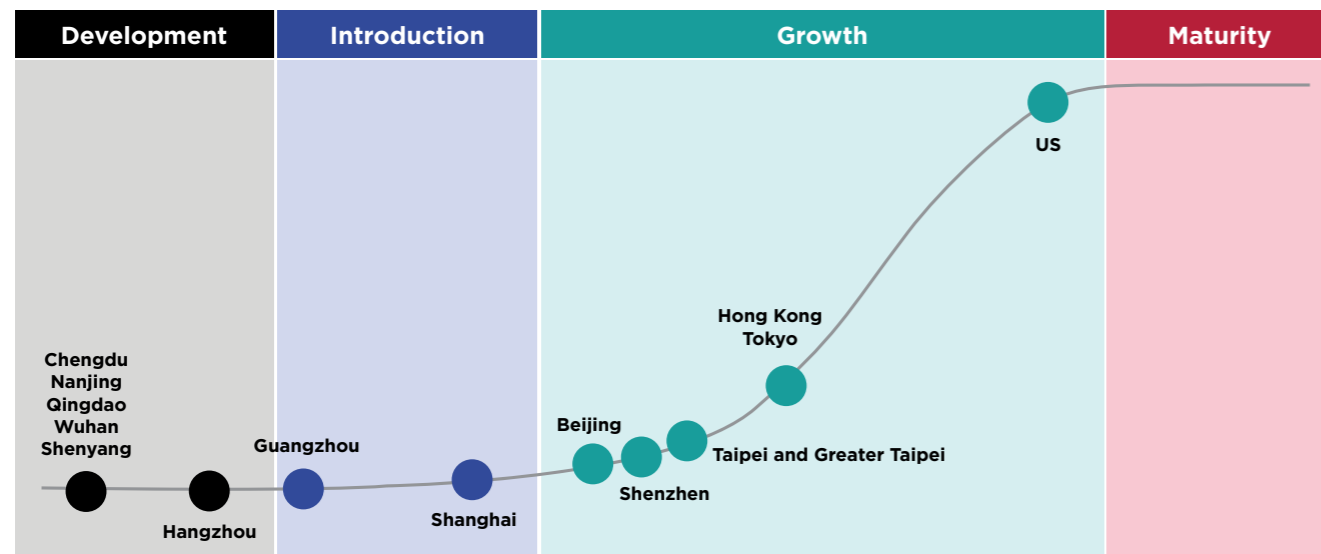 Development
Introduction
Growth
Maturity
Chengdu
Nanjing
Qingdao
Wuhan
Shenyang
Hangzhou
Guangzhou
Shanghai
Beijing
Shenzhen
Taipei and Greater Taipei
Hong Kong
Tokyo
US